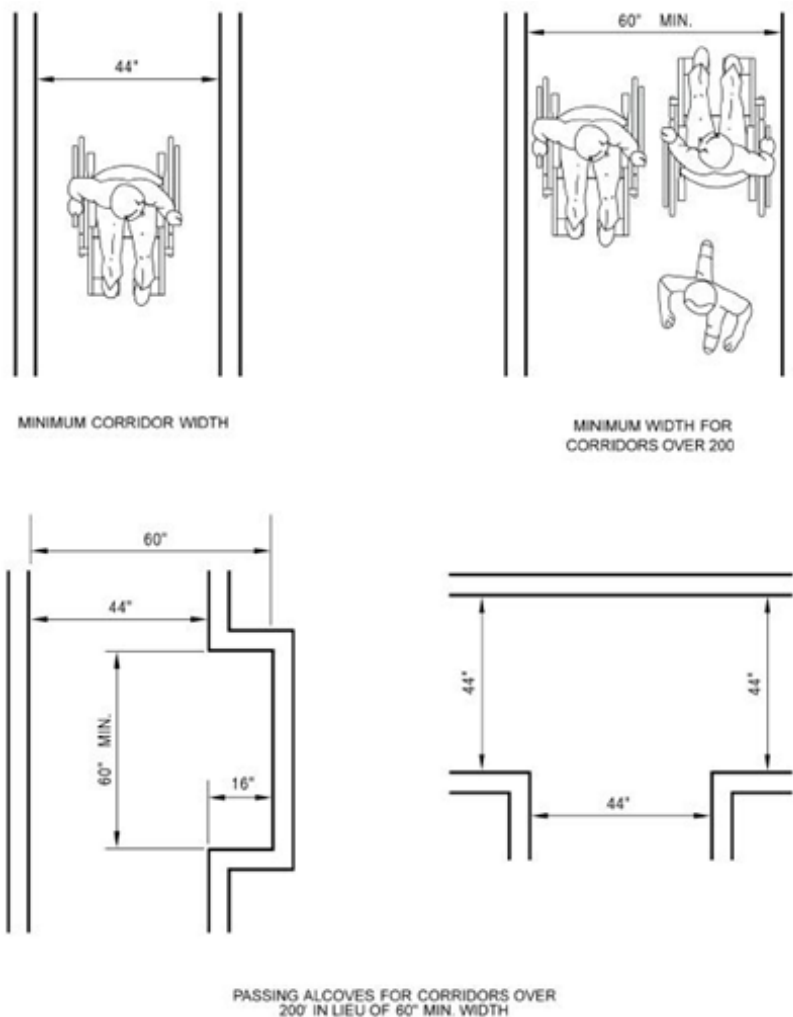 44"
60" MIN.
MINIMUM CORRIDOR WIDTH
MINIMUM WIDTH FOR
CORRIDORS OVER 200
60"
44"
60" MIN.
16"
44"
44"
44"
PASSING ALCOVES FOR CORRIDORS OVER
200' IN LIEU OF 60" MIN. WIDTH